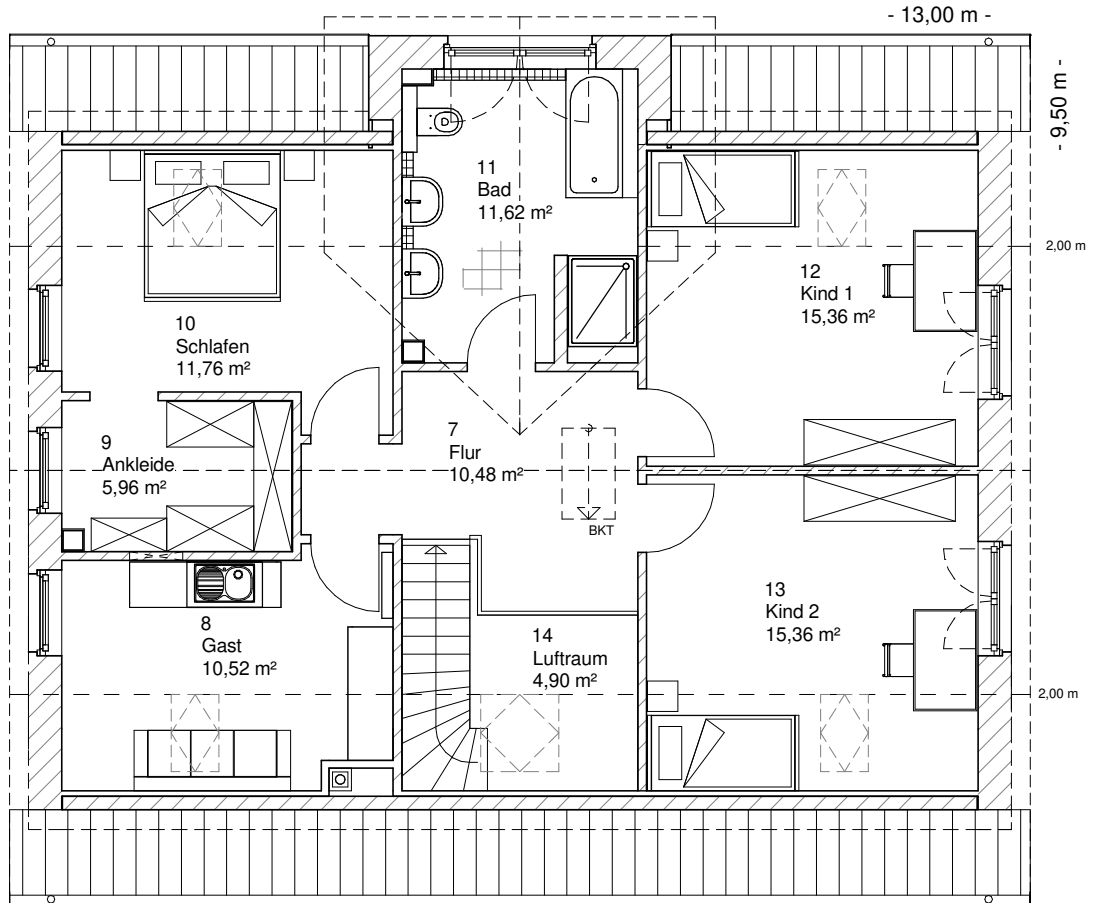 - 13,00 m -
- 9,50 m -
11
Bad
11,62 m²
2,00 m
12
Kind 1
15,36 m²
10
Schlafen
11,76 m²
9
Ankleide
5,96 m²
7
Flur
10,48 m²
BKT
13
Kind 2
15,36 m²
8
Gast
10,52 m²
14
Luftraum
4,90 m²
2,00 m